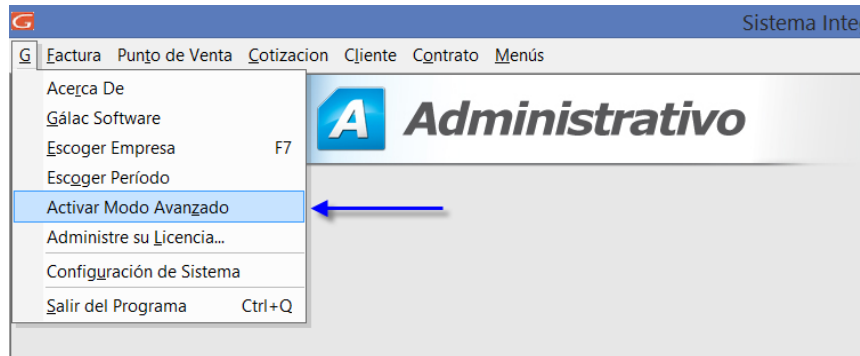 G Sistema Inte
G Factura Punto de Venta Cotizacion Cliente Contrato Menús
Acerca De
Gálac Software
Escoger Empresa F7
Escoger Período
Activar Modo Avanzado
Administre su Licencia...
Configuración de Sistema
Salir del Programa Ctrl+Q
A Administrativo